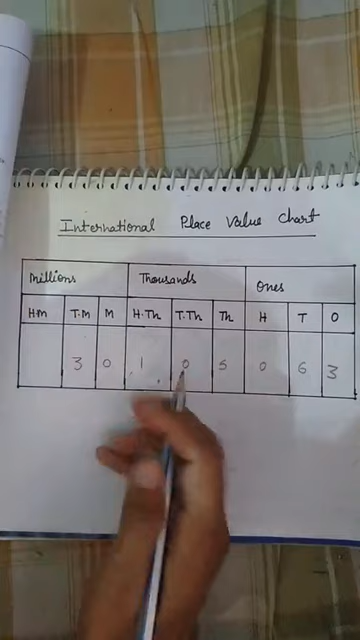 International Place Value Chart
Millions Thousands Ones
H.M T.M M H.Th T.Th Th H T O
3 0 1 0 5 0 6 3